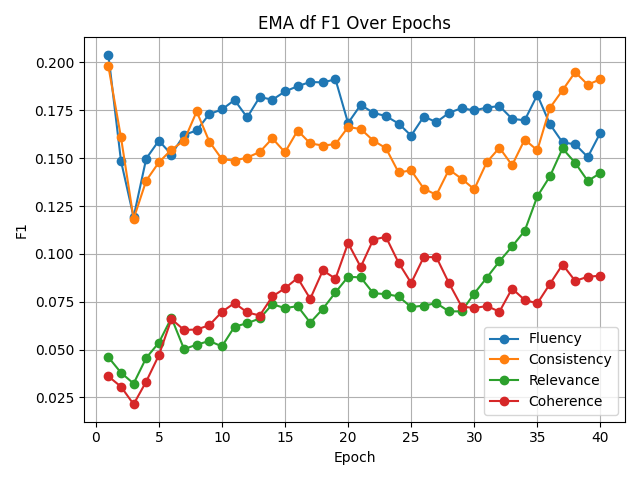 EMA df F1 Over Epochs
0.200
0.175
0.150
0.125
0.100
0.075
0.050
0.025
F1
0 5 10 15 20 25 30 35 40
Epoch
Fluency
Consistency
Relevance
Coherence